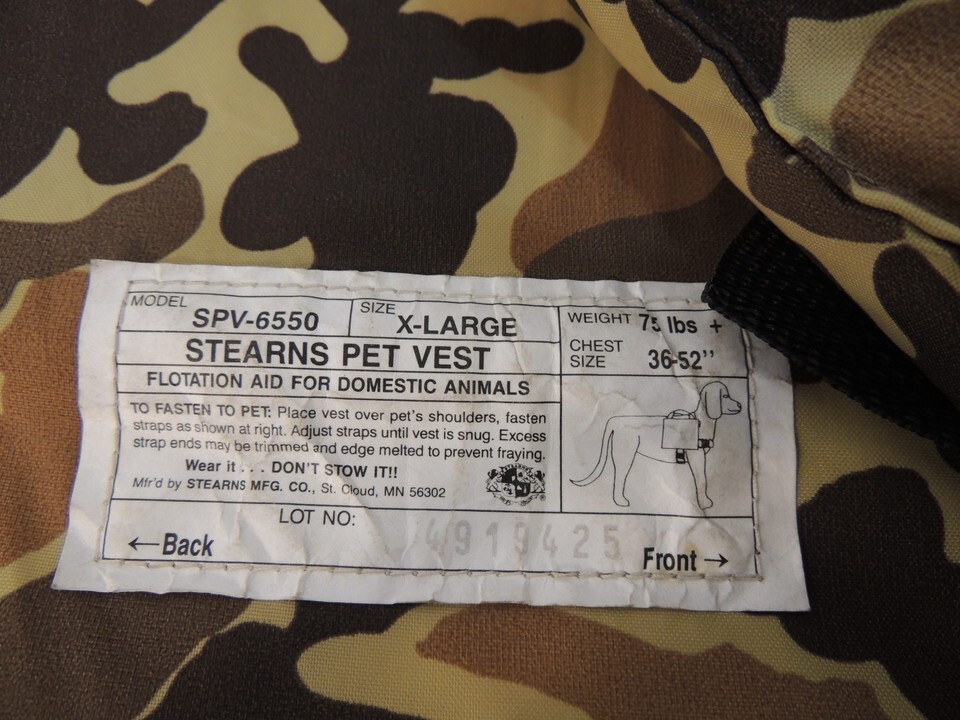 MODEL SPV-6550
SIZE X-LARGE
WEIGHT 75 lbs +
CHEST SIZE 36-52''
STEARNS PET VEST
FLOTATION AID FOR DOMESTIC ANIMALS
TO FASTEN TO PET: Place vest over pet's shoulders, fasten
straps as shown at right. Adjust straps until vest is snug. Excess
strap ends may be trimmed and edge melted to prevent fraying.
Wear it . . . DON'T STOW IT!!
Mfr'd by STEARNS MFG. CO., St. Cloud, MN 56302
LOT NO: 4919425
←Back
Front→